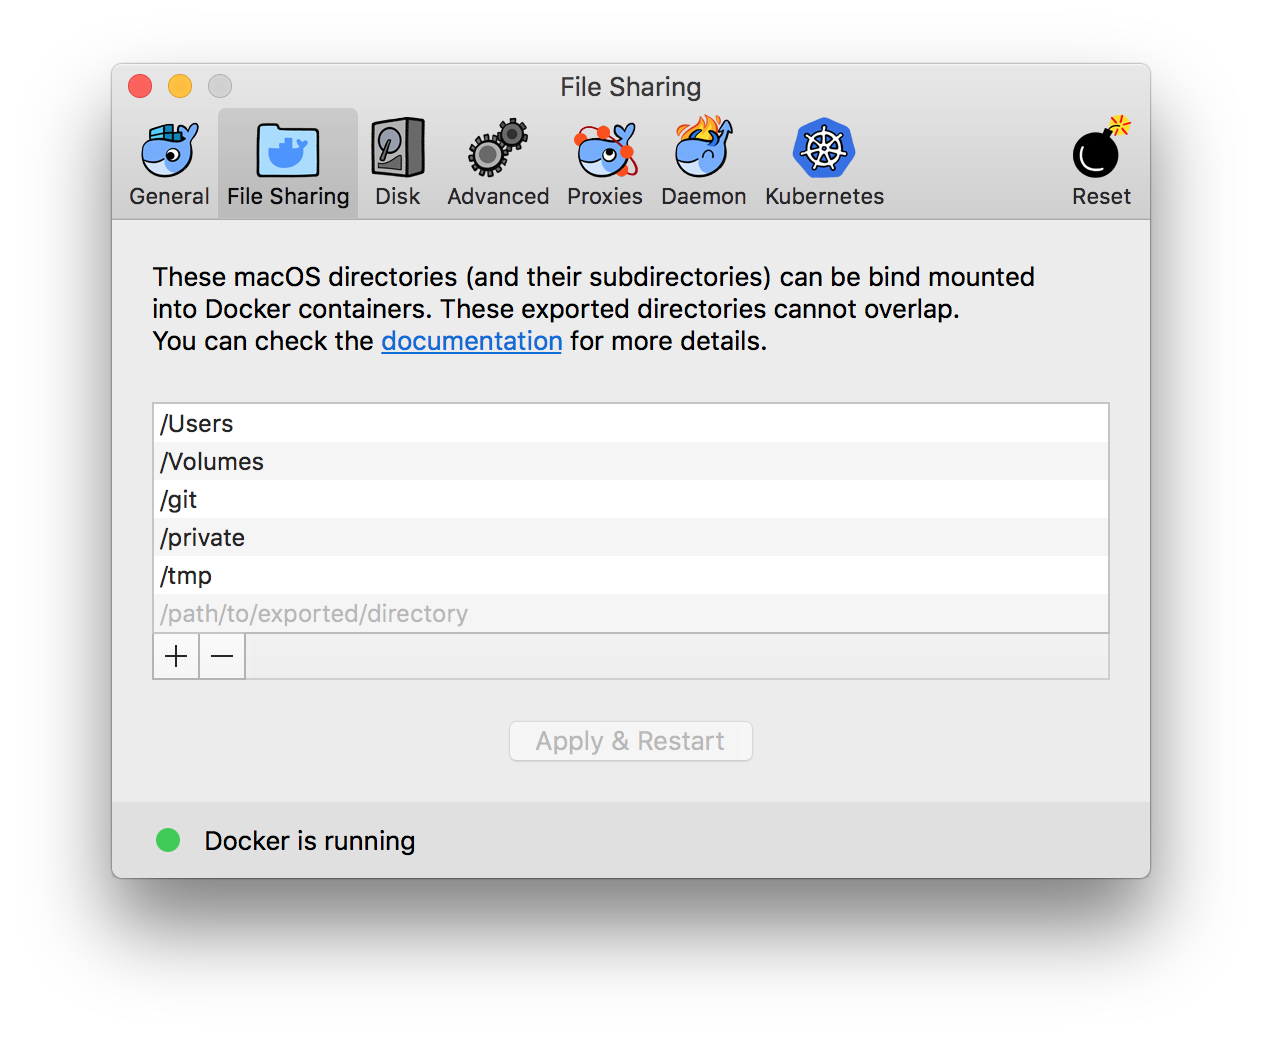 File Sharing
General File Sharing Disk Advanced Proxies Daemon Kubernetes Reset
These macOS directories (and their subdirectories) can be bind mounted
into Docker containers. These exported directories cannot overlap.
You can check the documentation for more details.
/Users
/Volumes
/git
/private
/tmp
/path/to/exported/directory
Apply & Restart
Docker is running